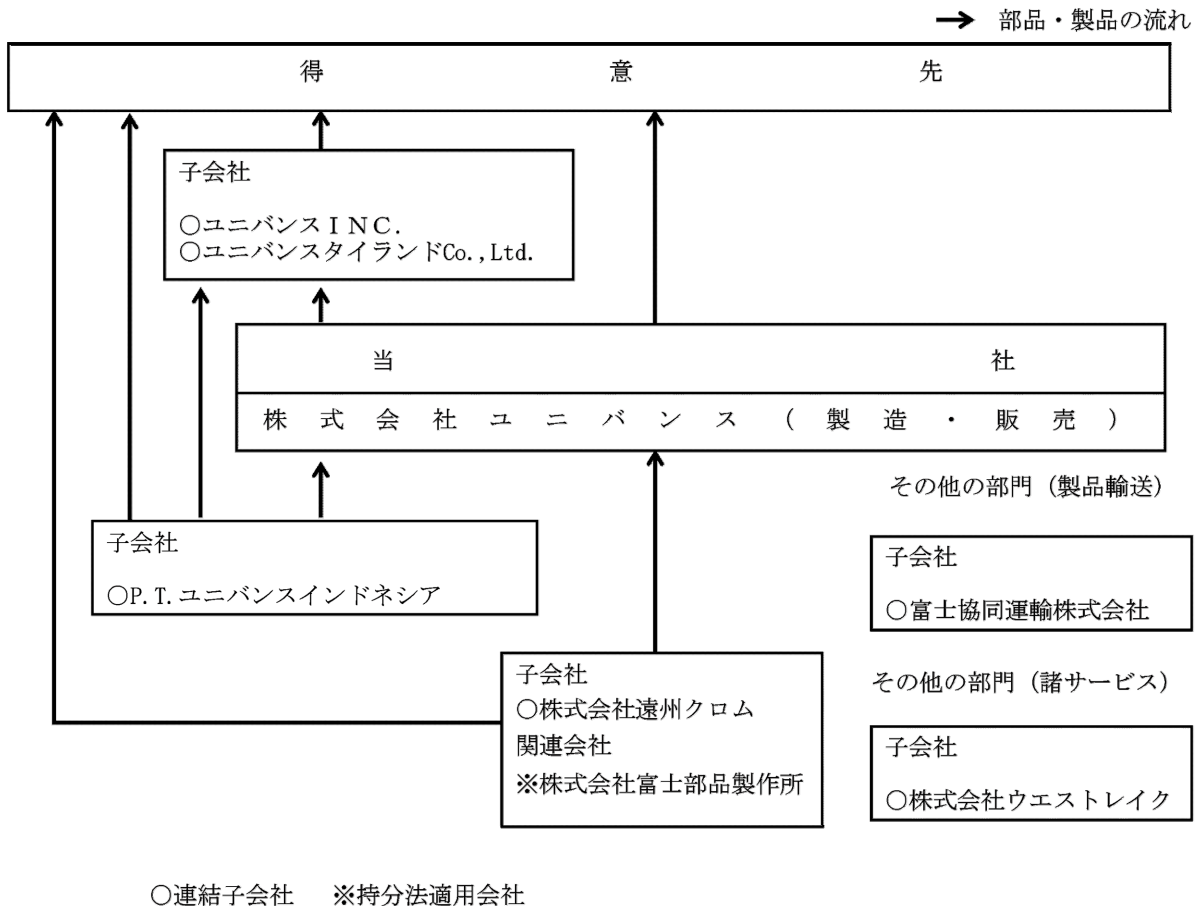 → 部品・製品の流れ
得意先
子会社
○ユニバンスＩＮＣ.
○ユニバンスタイランドCo.,Ltd.
当社
株式会社ユニバンス（製造・販売）
その他の部門（製品輸送）
子会社
○P.T.ユニバンスインドネシア
子会社
○富士協同運輸株式会社
子会社
○株式会社遠州クロム
関連会社
※株式会社富士部品製作所
その他の部門（諸サービス）
子会社
○株式会社ウエストレイク
○連結子会社　※持分法適用会社